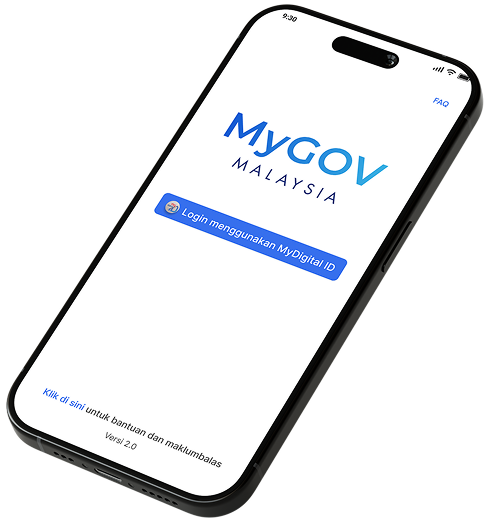 9:30
FAQ
MyGOV
MALAYSIA
Login menggunakan MyDigital ID
Klik di sini untuk bantuan dan maklumbalas
Versi 2.0